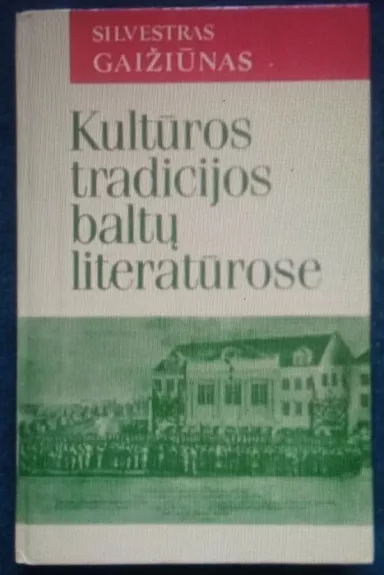 SILVESTRAS
GAIŽIŪNAS
Kultūros
tradicijos
baltų
literatūrose